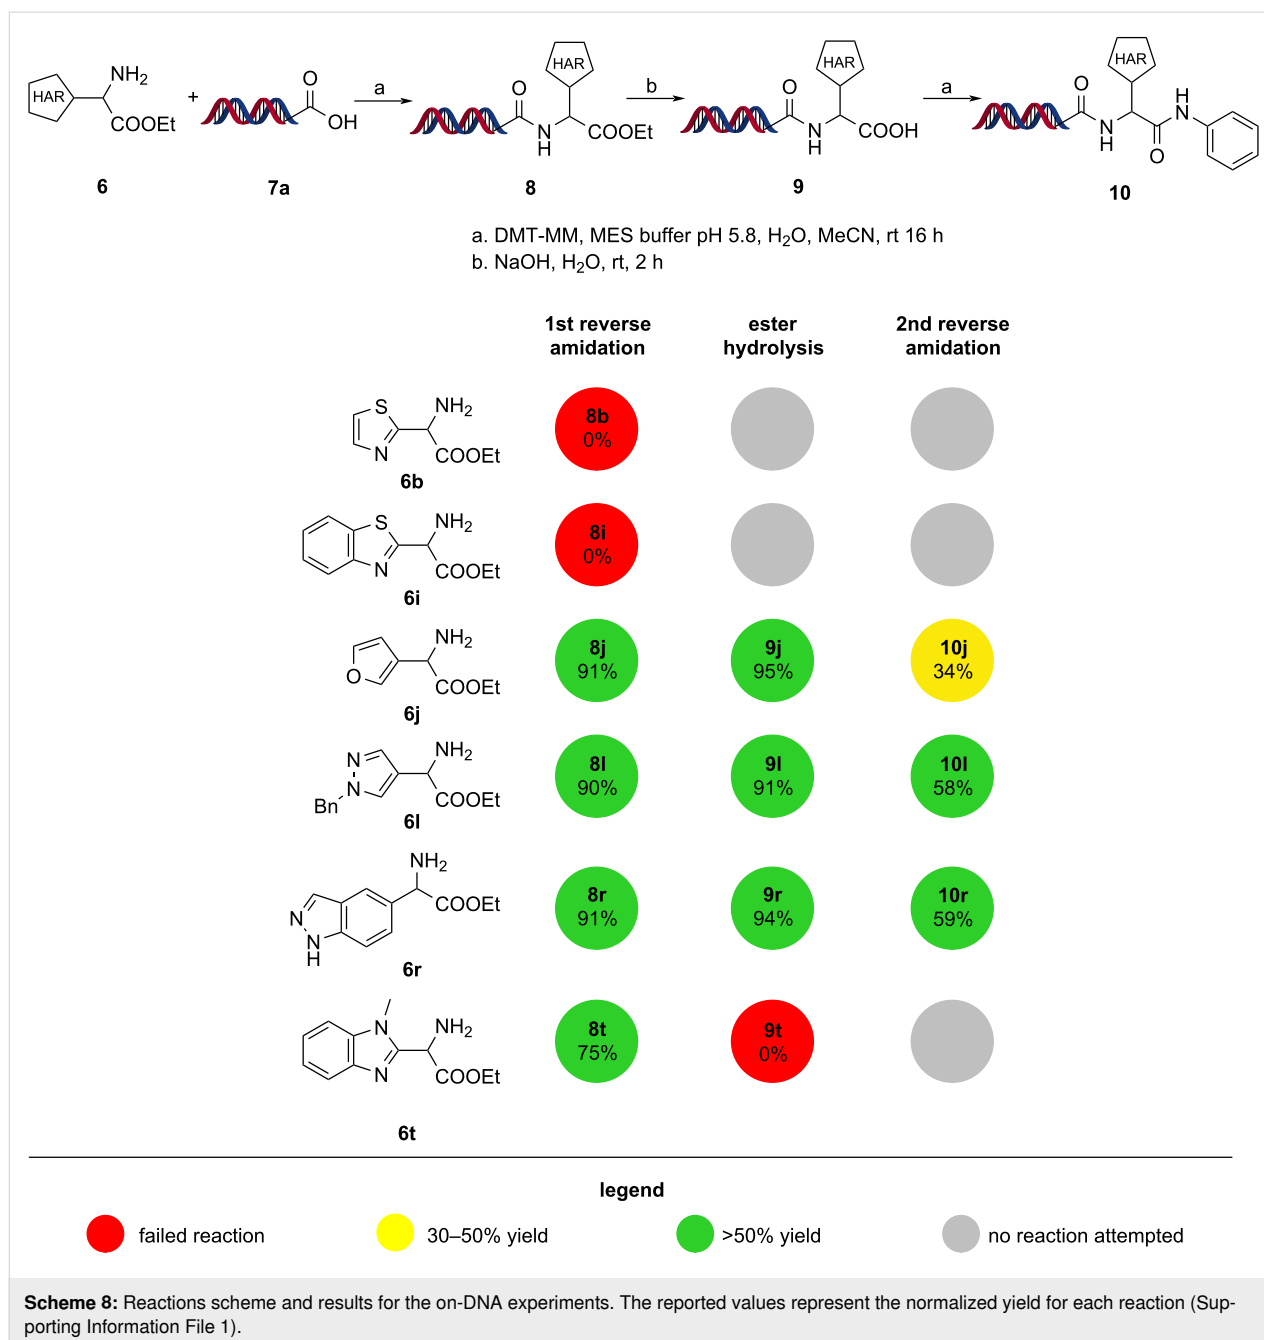 HAR NH2 COOEt
6
+
O OH
7a
a
HAR O N H COOEt
8
b
HAR O N H COOH
9
a
HAR O N H O H N
10
a. DMT-MM, MES buffer pH 5.8, H2O, MeCN, rt 16 h
b. NaOH, H2O, rt, 2 h
1st reverse amidation
ester hydrolysis
2nd reverse amidation
S N NH2 COOEt
6b
8b
0%
S N NH2 COOEt
6i
8i
0%
O NH2 COOEt
6j
8j
91%
9j
95%
10j
34%
N N Bn NH2 COOEt
6l
8l
90%
9l
91%
10l
58%
N N H NH2 COOEt
6r
8r
91%
9r
94%
10r
59%
N N NH2 COOEt
6t
8t
75%
9t
0%
legend
failed reaction
30–50% yield
>50% yield
no reaction attempted
Scheme 8: Reactions scheme and results for the on-DNA experiments. The reported values represent the normalized yield for each reaction (Sup-
porting Information File 1).